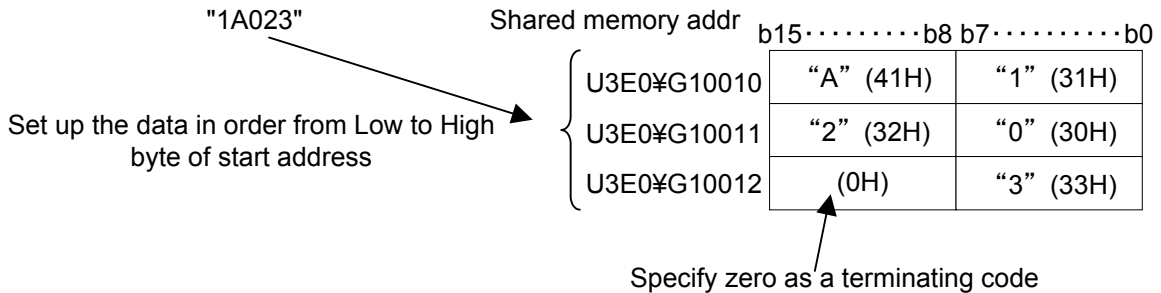 "1A023"
Shared memory addr
b15·········b8 b7··········b0
U3E0¥G10010 “A” (41H) “1” (31H)
Set up the data in order from Low to High
byte of start address
U3E0¥G10011 “2” (32H) “0” (30H)
U3E0¥G10012 (0H) “3” (33H)
Specify zero as a terminating code